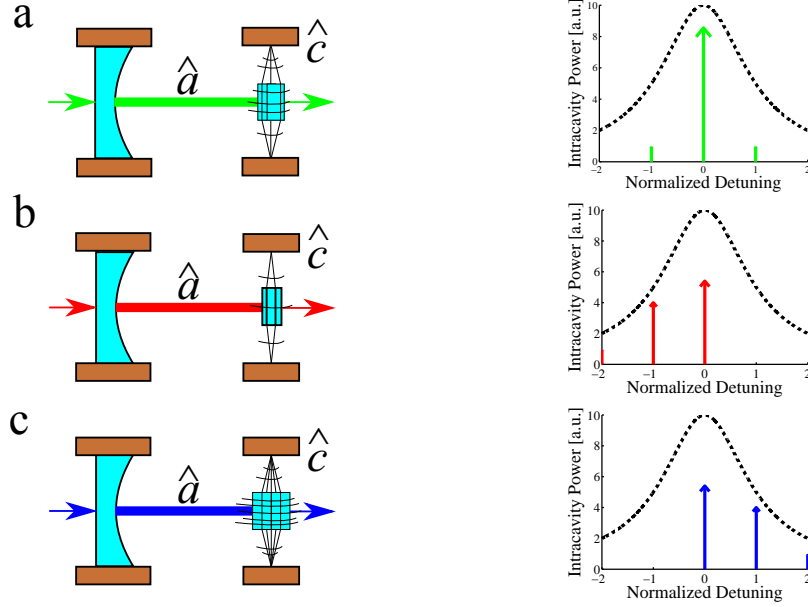 a
â
ĉ
Intracavity Power [a.u.]
10
8
6
4
2
0
−2
−1
0
1
2
Normalized Detuning
b
â
ĉ
Intracavity Power [a.u.]
10
8
6
4
2
0
−2
−1
0
1
2
Normalized Detuning
c
â
ĉ
Intracavity Power [a.u.]
10
8
6
4
2
0
−2
−1
0
1
2
Normalized Detuning